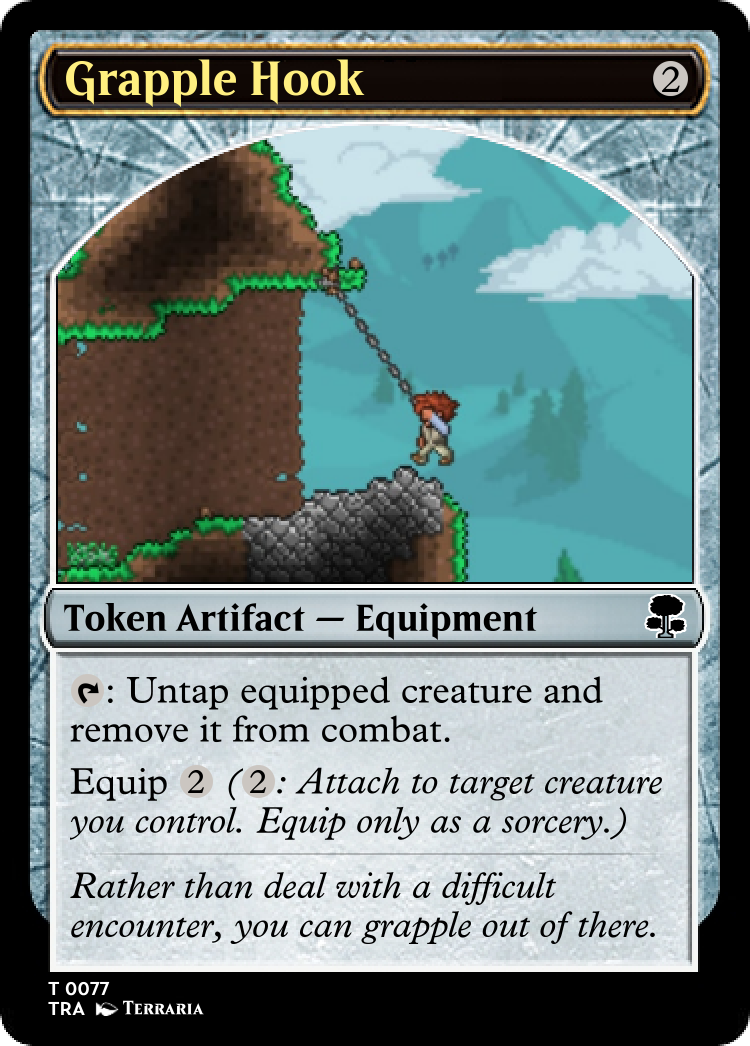 Grapple Hook 2
Token Artifact — Equipment
: Untap equipped creature and
remove it from combat.
Equip 2 (2: Attach to target creature
you control. Equip only as a sorcery.)
Rather than deal with a difficult
encounter, you can grapple out of there.
T 0077
TRA TERRARIA